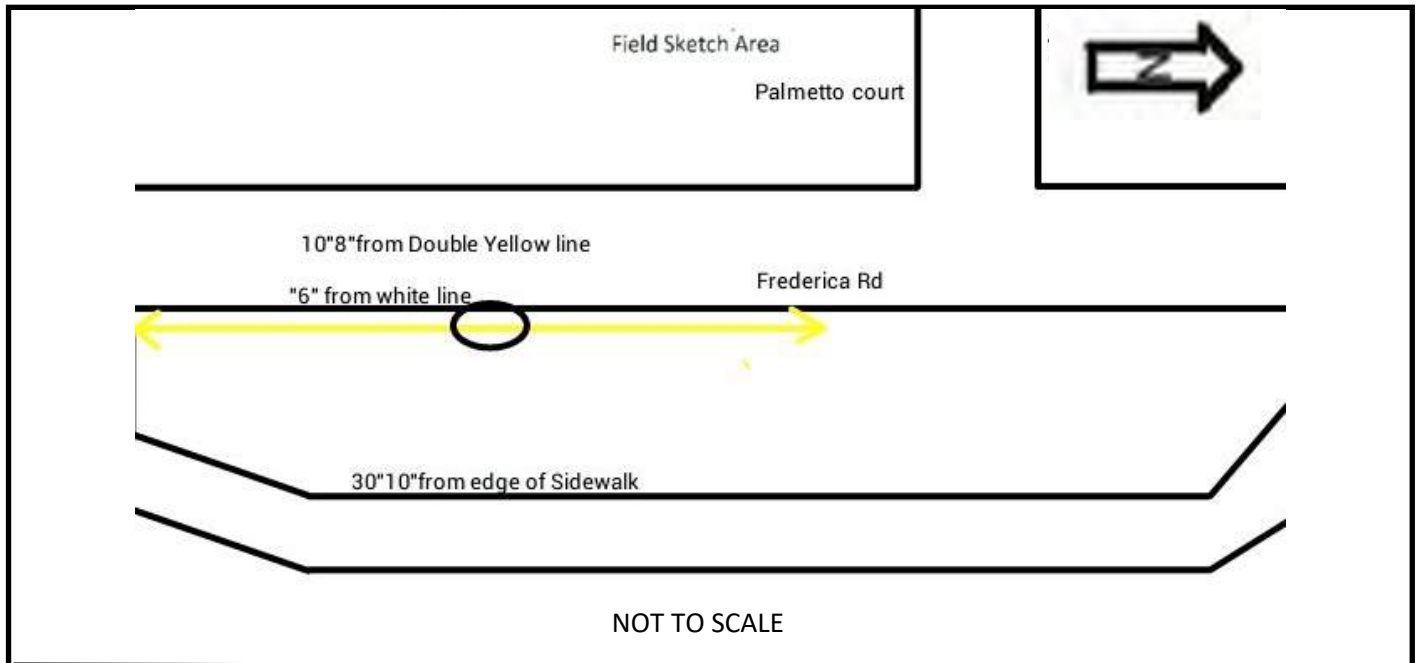 Field Sketch Area
Palmetto court
N
10"8"from Double Yellow line
"6" from white line
Frederica Rd
30"10"from edge of Sidewalk
NOT TO SCALE